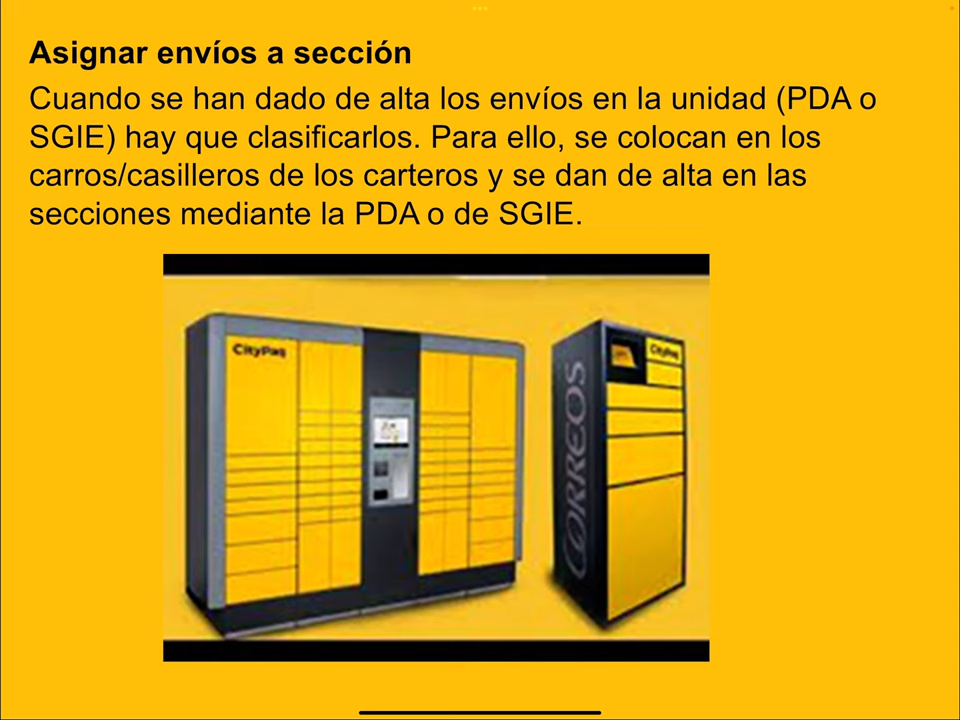 Asignar envíos a sección
Cuando se han dado de alta los envíos en la unidad (PDA o
SGIE) hay que clasificarlos. Para ello, se colocan en los
carros/casilleros de los carteros y se dan de alta en las
secciones mediante la PDA o de SGIE.
CityPaq
CityPaq
CORREOS